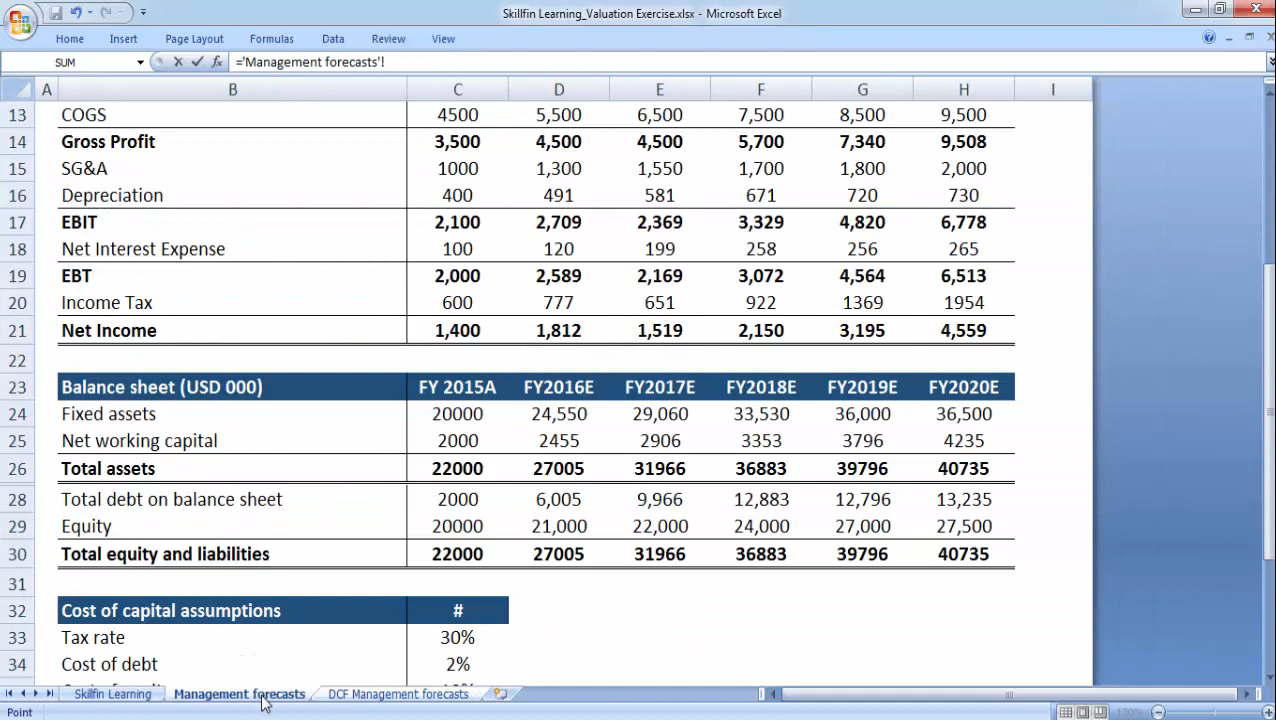 Skillfin Learning_Valuation Exercise.xlsx - Microsoft Excel
Home Insert Page Layout Formulas Data Review View
SUM fx ='Management forecasts'!
A B C D E F G H I
13 COGS 4500 5,500 6,500 7,500 8,500 9,500
14 Gross Profit 3,500 4,500 4,500 5,700 7,340 9,508
15 SG&A 1000 1,300 1,550 1,700 1,800 2,000
16 Depreciation 400 491 581 671 720 730
17 EBIT 2,100 2,709 2,369 3,329 4,820 6,778
18 Net Interest Expense 100 120 199 258 256 265
19 EBT 2,000 2,589 2,169 3,072 4,564 6,513
20 Income Tax 600 777 651 922 1369 1954
21 Net Income 1,400 1,812 1,519 2,150 3,195 4,559
22
23 Balance sheet (USD 000) FY 2015A FY2016E FY2017E FY2018E FY2019E FY2020E
24 Fixed assets 20000 24,550 29,060 33,530 36,000 36,500
25 Net working capital 2000 2455 2906 3353 3796 4235
26 Total assets 22000 27005 31966 36883 39796 40735
28 Total debt on balance sheet 2000 6,005 9,966 12,883 12,796 13,235
29 Equity 20000 21,000 22,000 24,000 27,000 27,500
30 Total equity and liabilities 22000 27005 31966 36883 39796 40735
31
32 Cost of capital assumptions #
33 Tax rate 30%
34 Cost of debt 2%
Skillfin Learning Management forecasts DCF Management forecasts
Point